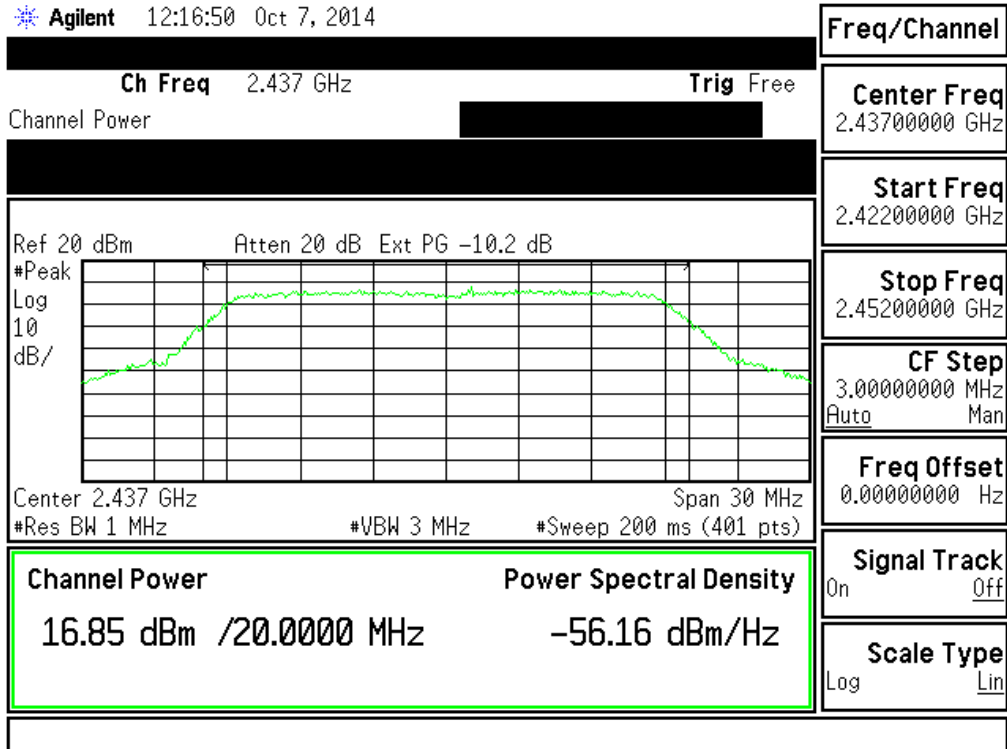 Agilent 12:16:50 Oct 7, 2014
Freq/Channel
Ch Freq 2.437 GHz Trig Free
Channel Power
Center Freq
2.43700000 GHz
Start Freq
2.42200000 GHz
Stop Freq
2.45200000 GHz
CF Step
3.00000000 MHz
Auto Man
Freq Offset
0.00000000 Hz
Signal Track
On Off
Scale Type
Log Lin
Ref 20 dBm Atten 20 dB Ext PG -10.2 dB
#Peak
Log
10
dB/
Center 2.437 GHz Span 30 MHz
#Res BW 1 MHz #VBW 3 MHz #Sweep 200 ms (401 pts)
Channel Power Power Spectral Density
16.85 dBm /20.0000 MHz -56.16 dBm/Hz